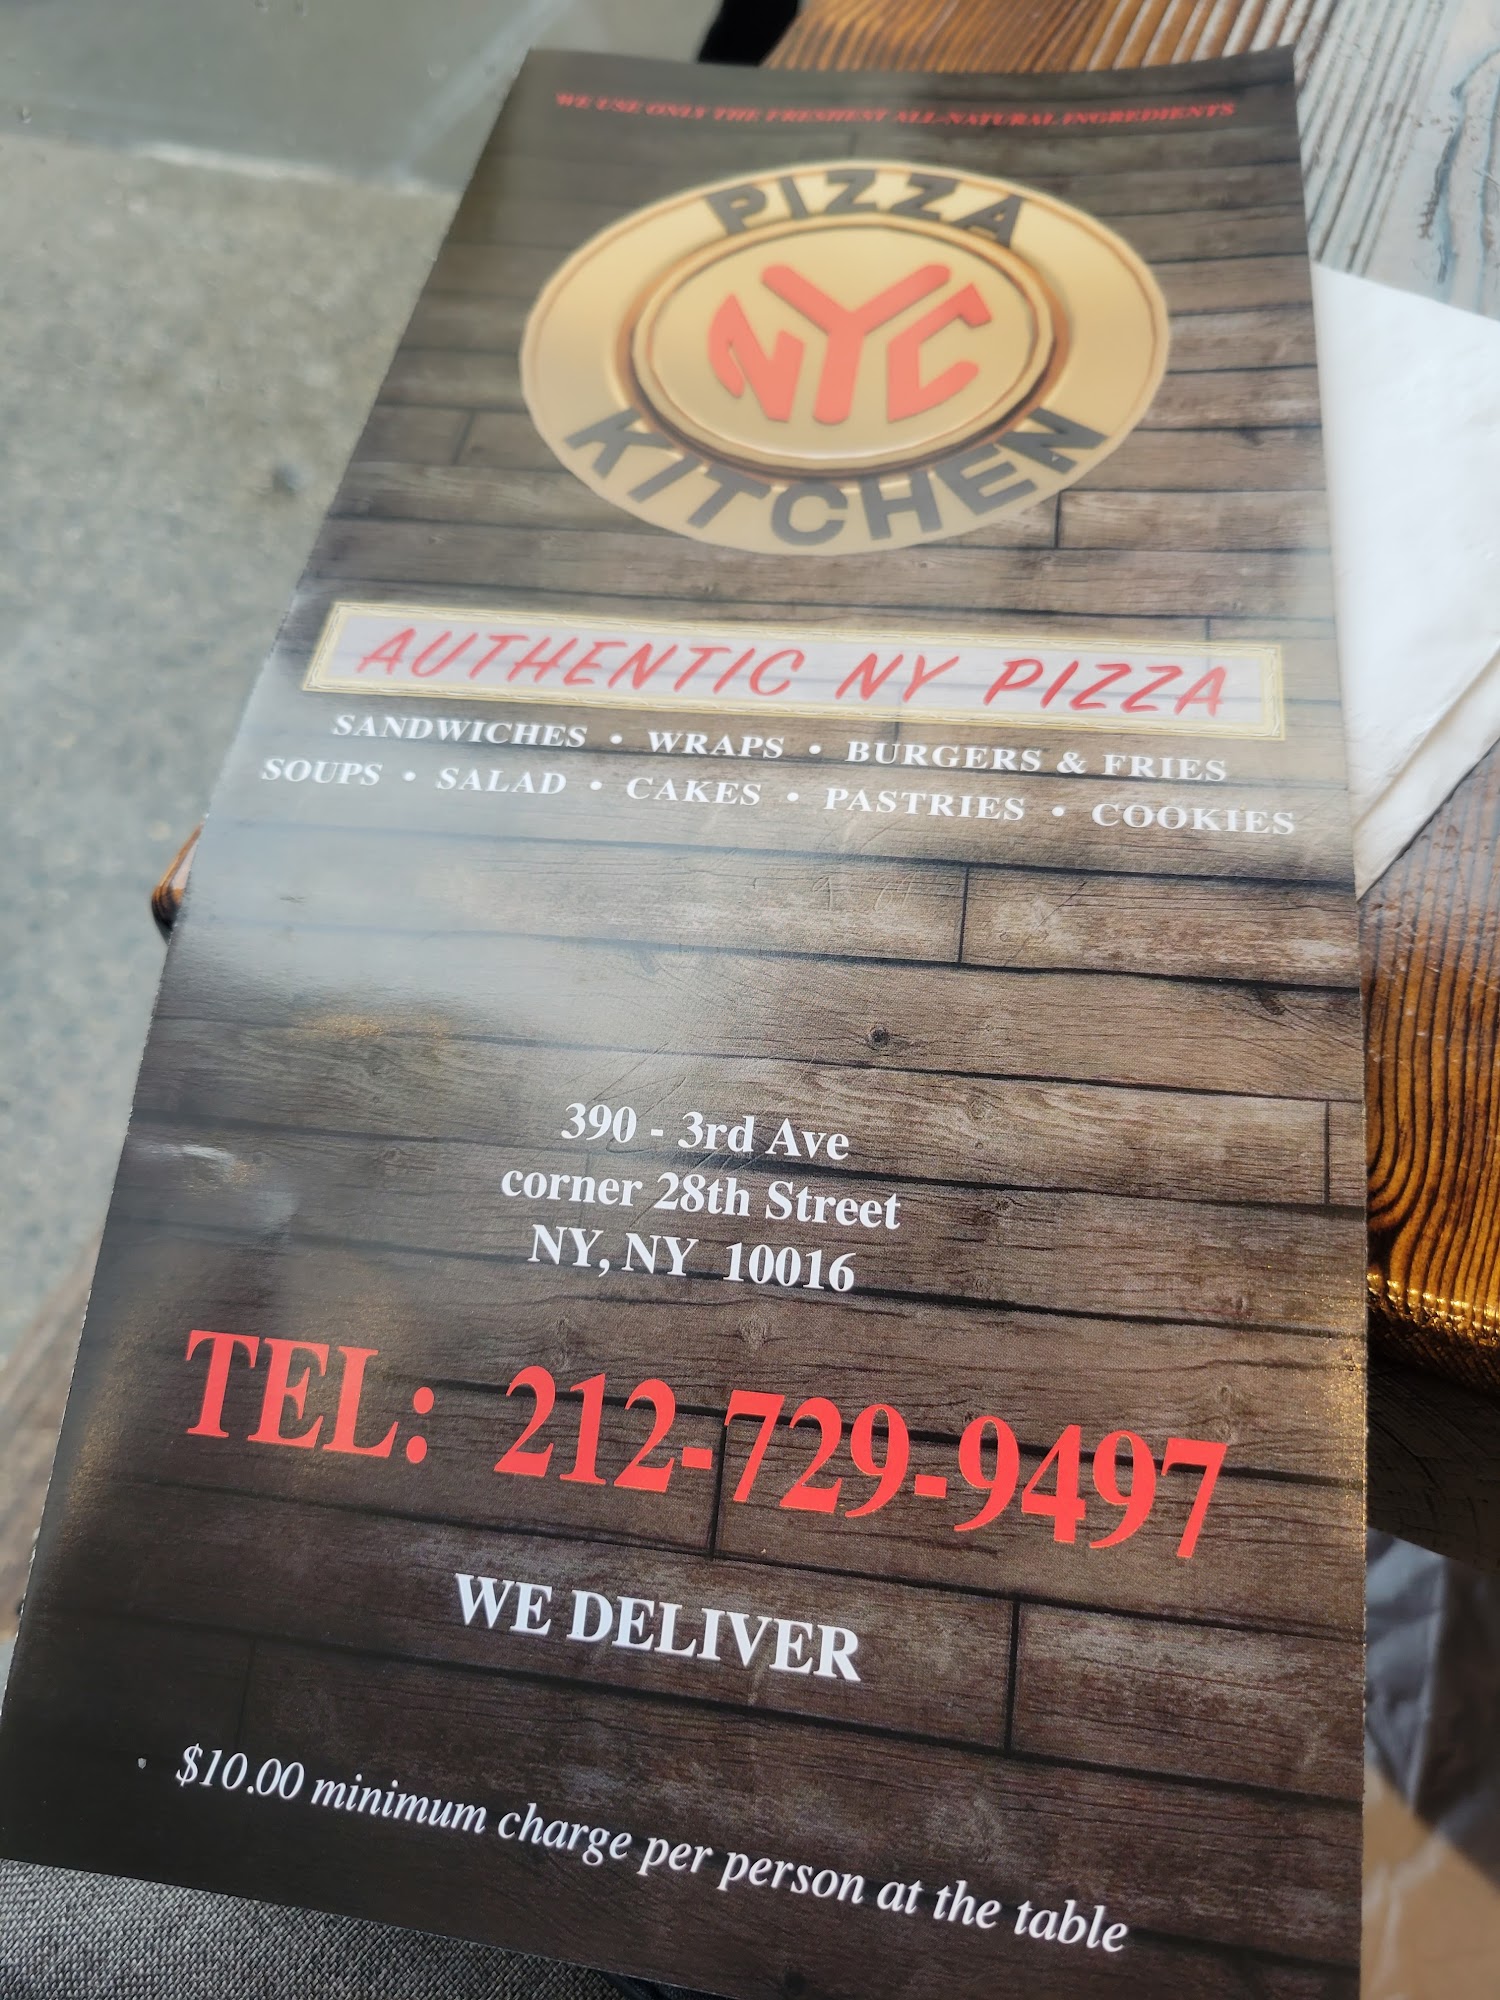 WE USE ONLY THE FRESHEST ALL-NATURAL INGREDIENTS
PIZZA
NYC
KITCHEN
AUTHENTIC NY PIZZA
SANDWICHES • WRAPS • BURGERS & FRIES
SOUPS • SALAD • CAKES • PASTRIES • COOKIES
390 - 3rd Ave
corner 28th Street
NY, NY 10016
TEL: 212-729-9497
WE DELIVER
$10.00 minimum charge per person at the table